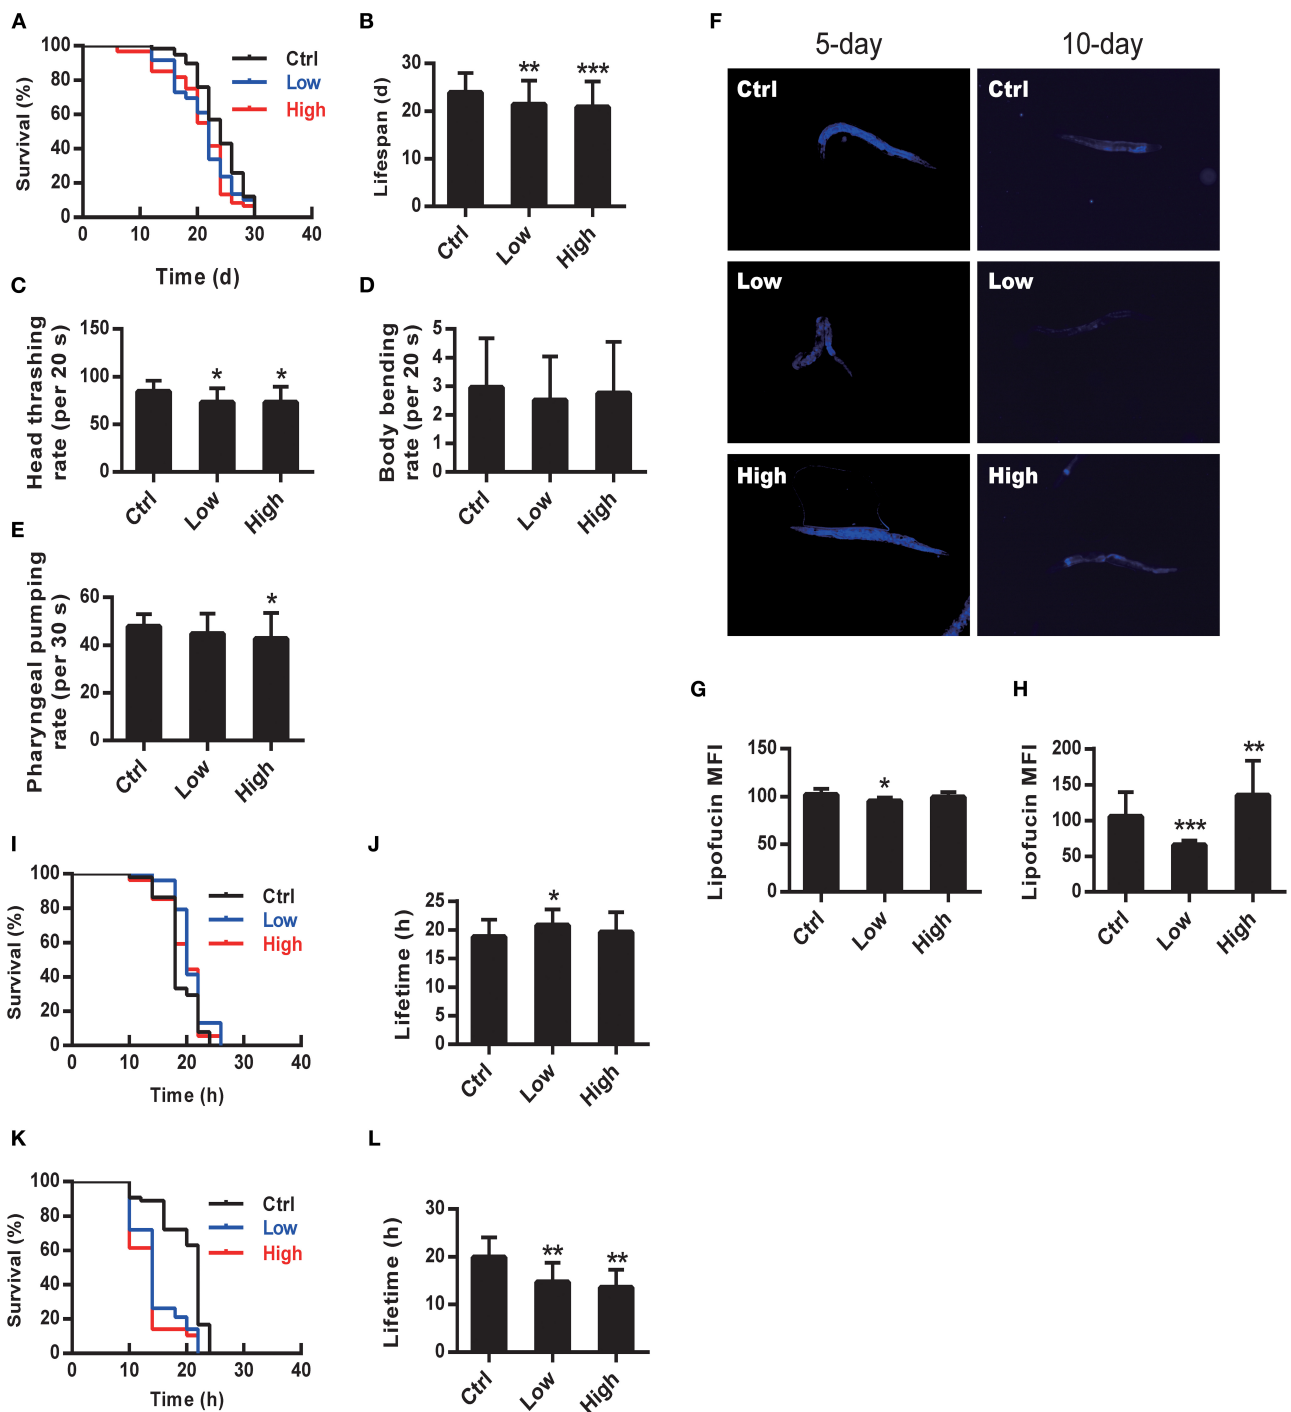 A
Survival (%)
100
80
60
40
20
0
0 10 20 30 40
Time (d)
Ctrl
Low
High
B
Lifespan (d)
30
20
10
0
** ***
Ctrl Low High
C
Head thrashing
rate (per 20 s)
150
100
50
0
* *
Ctrl Low High
D
Body bending
rate (per 20 s)
5
4
3
2
1
0
Ctrl Low High
E
Pharyngeal pumping
rate (per 30 s)
60
40
20
0
*
Ctrl Low High
F
5-day 10-day
Ctrl Ctrl
Low Low
High High
G
Lipofucin MFI
150
100
50
0
*
Ctrl Low High
H
Lipofucin MFI
200
150
100
50
0
*** **
Ctrl Low High
I
Survival (%)
100
80
60
40
20
0
0 10 20 30 40
Time (h)
Ctrl
Low
High
J
Lifetime (h)
25
20
15
10
5
0
*
Ctrl Low High
K
Survival (%)
100
80
60
40
20
0
0 10 20 30 40
Time (h)
Ctrl
Low
High
L
Lifetime (h)
30
20
10
0
** **
Ctrl Low High